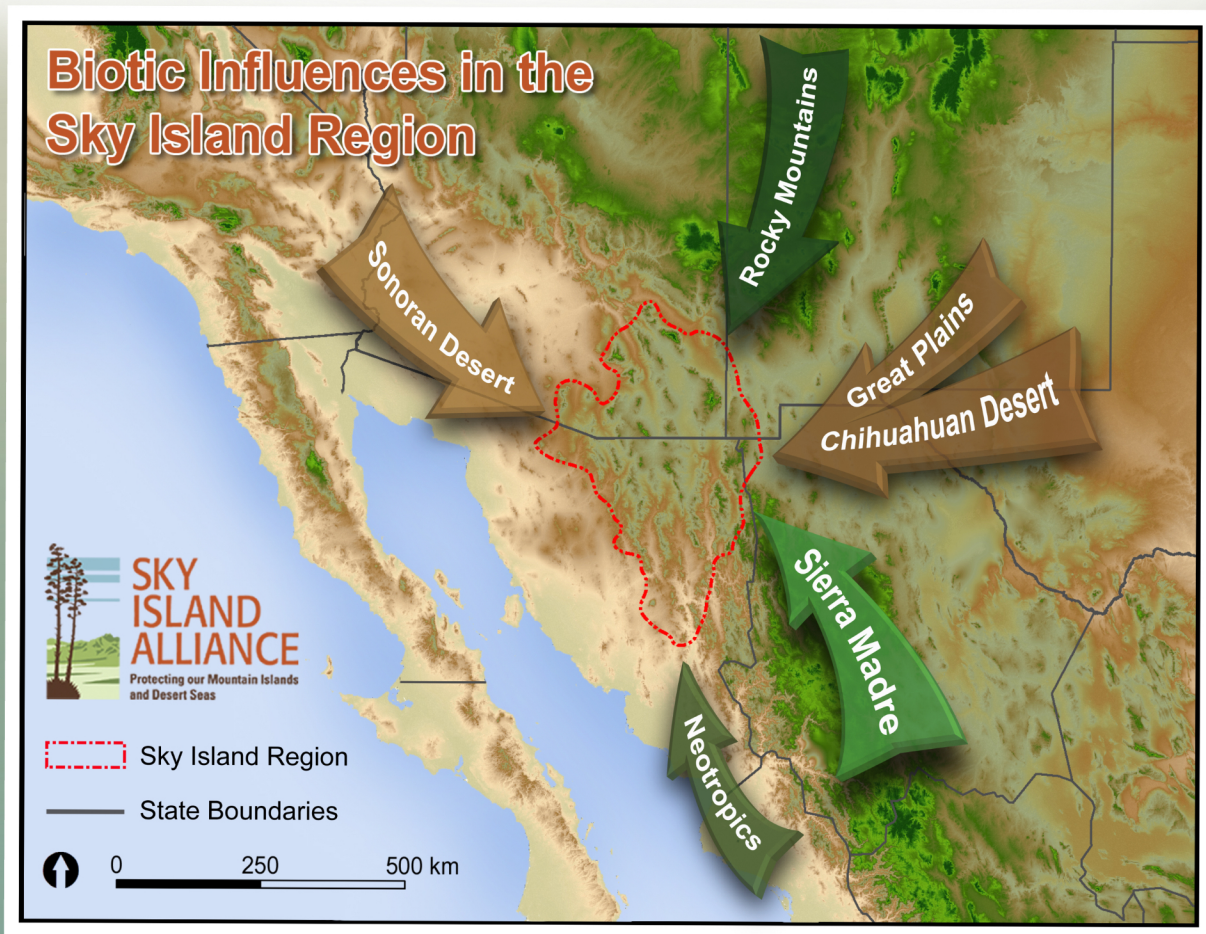 Biotic Influences in the
Sky Island Region
Rocky Mountains
Sonoran Desert
Great Plains
Chihuahuan Desert
Sierra Madre
Neotropics
SKY
ISLAND
ALLIANCE
Protecting our Mountain Islands
and Desert Seas
Sky Island Region
State Boundaries
0 250 500 km